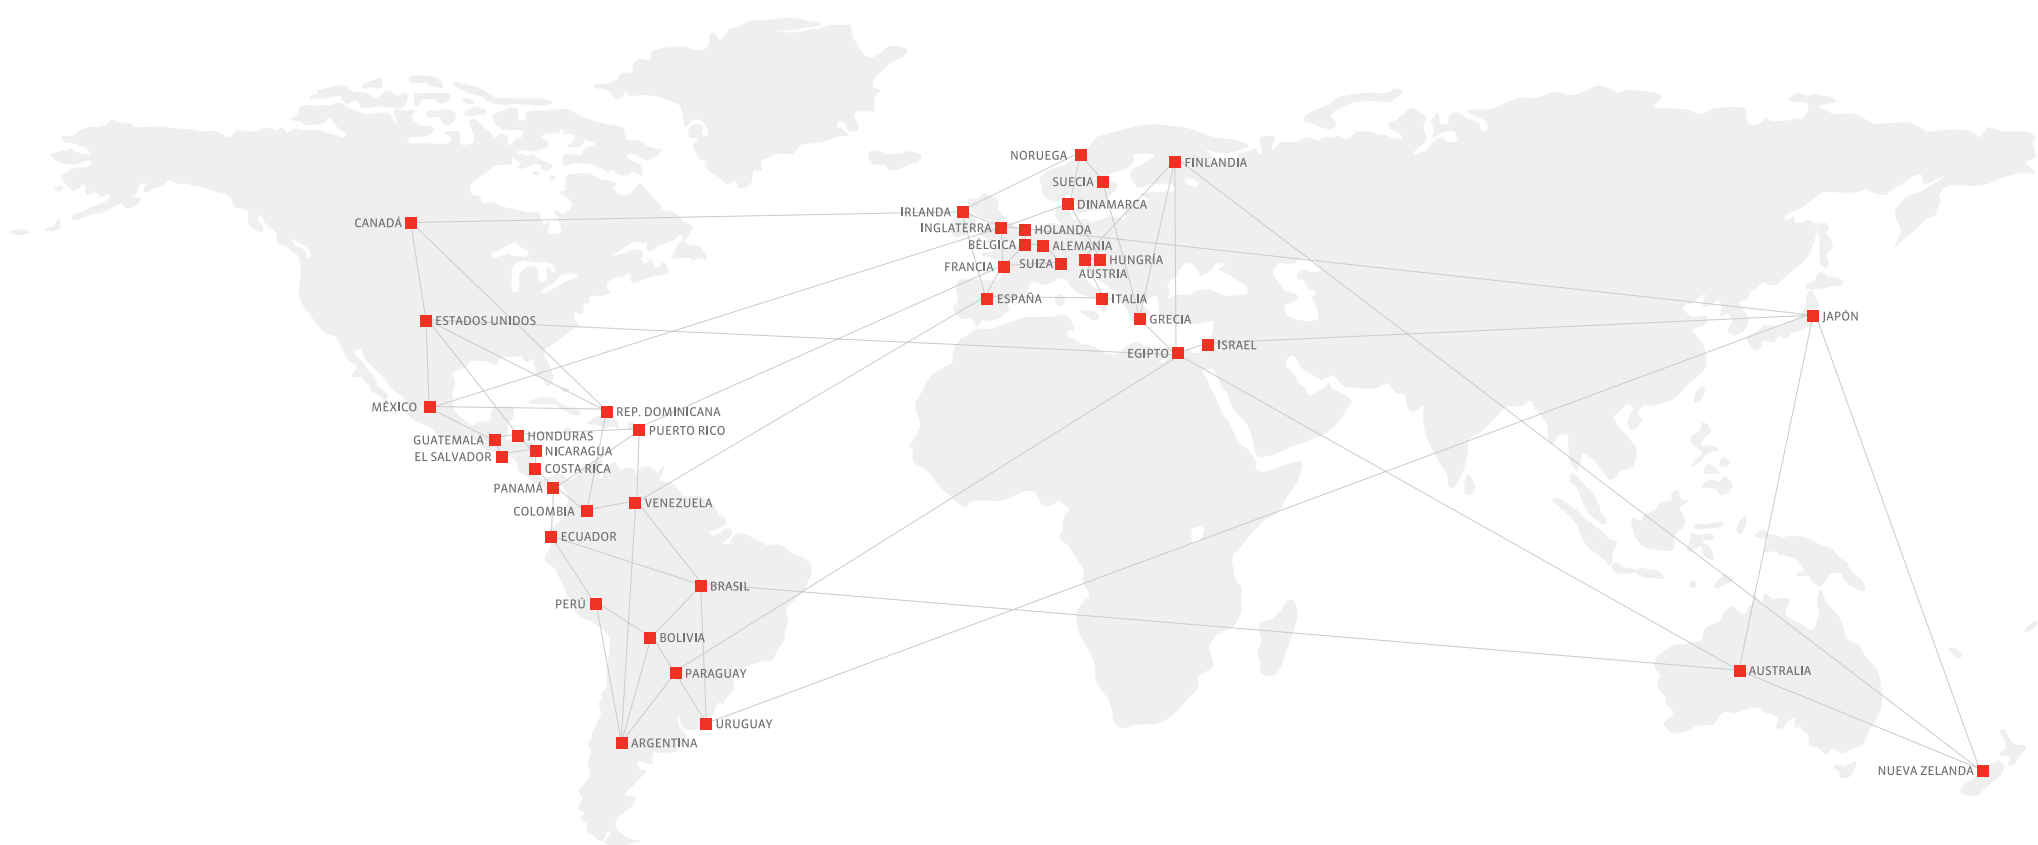 NORUEGA
FINLANDIA
SUECIA
DINAMARCA
IRLANDA
CANADÁ
INGLATERRA
HOLANDA
BÉLGICA
ALEMANIA
FRANCIA
SUIZA
HUNGRÍA
AUSTRIA
ESPAÑA
ITALIA
JAPÓN
GRECIA
ESTADOS UNIDOS
ISRAEL
EGIPTO
MÉXICO
REP. DOMINICANA
PUERTO RICO
HONDURAS
GUATEMALA
NICARAGUA
EL SALVADOR
COSTA RICA
PANAMÁ
VENEZUELA
COLOMBIA
ECUADOR
BRASIL
PERÚ
BOLIVIA
AUSTRALIA
PARAGUAY
URUGUAY
ARGENTINA
NUEVA ZELANDA